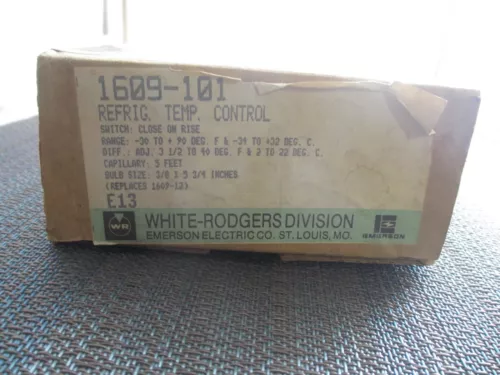 1609-101
REFRIG. TEMP. CONTROL
SWITCH: CLOSE ON RISE
RANGE: -30 TO + 90 DEG. F & -34 TO +32 DEG. C.
DIFF.: ADJ. 3 1/2 TO 40 DEG. F & 2 TO 22 DEG. C.
CAPILLARY: 5 FEET
BULB SIZE: 3/8 X 3 3/4 INCHES
(REPLACES 1609-12)
E13
WR
WHITE-RODGERS DIVISION
EMERSON ELECTRIC CO. ST. LOUIS, MO.
EMERSON